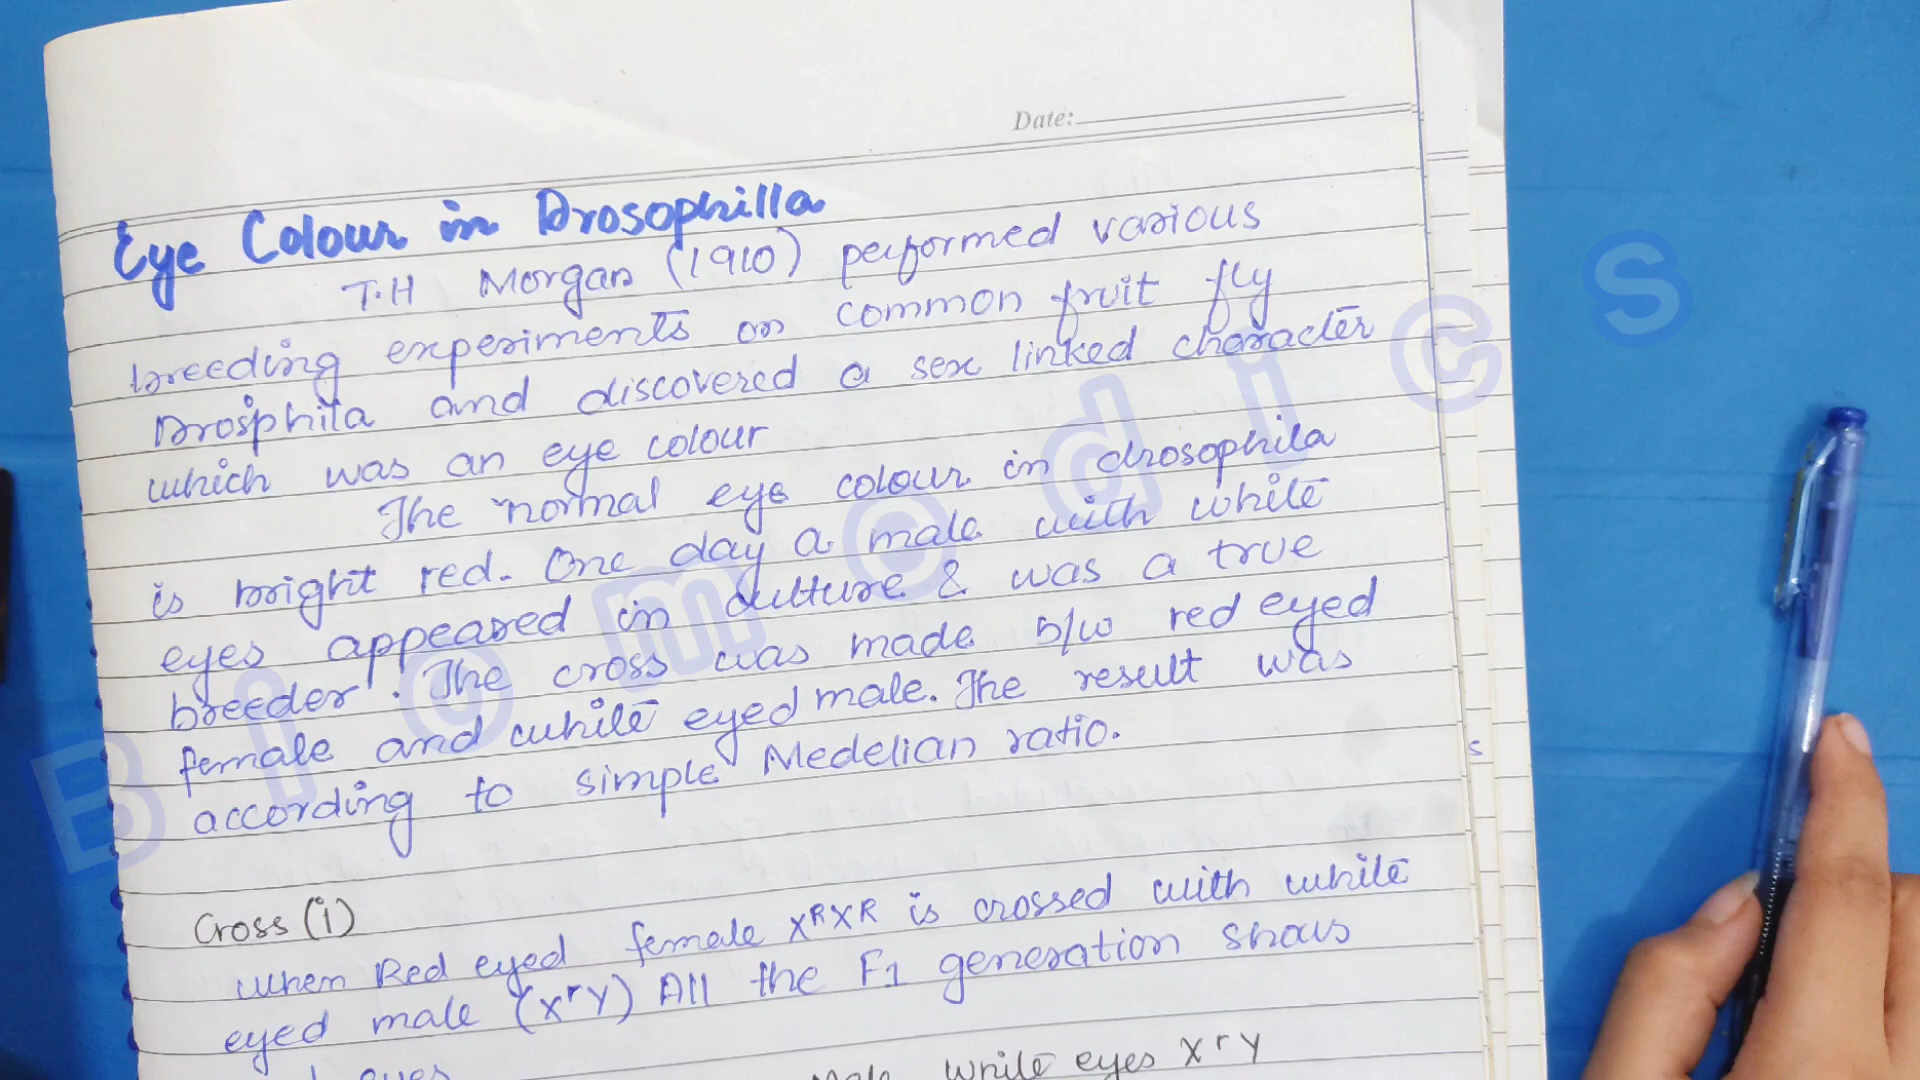 Date:
Eye Colour in Drosophilla
T.H Morgan (1910) performed various
breeding experiments on common fruit fly
Drosphila and discovered a sex linked character
which was an eye colour
The normal eye colour in drosophila
is bright red. One day a male with white
eyes appeared in culture & was a true
breeder. The cross was made b/w red eyed
female and white eyed male. The result was
according to simple Medelian ratio.
Cross (i)
when Red eyed female XRXR is crossed with white
eyed male (XrY) All the F1 generation shows
eyes
Male White eyes XrY
s
Biomedics